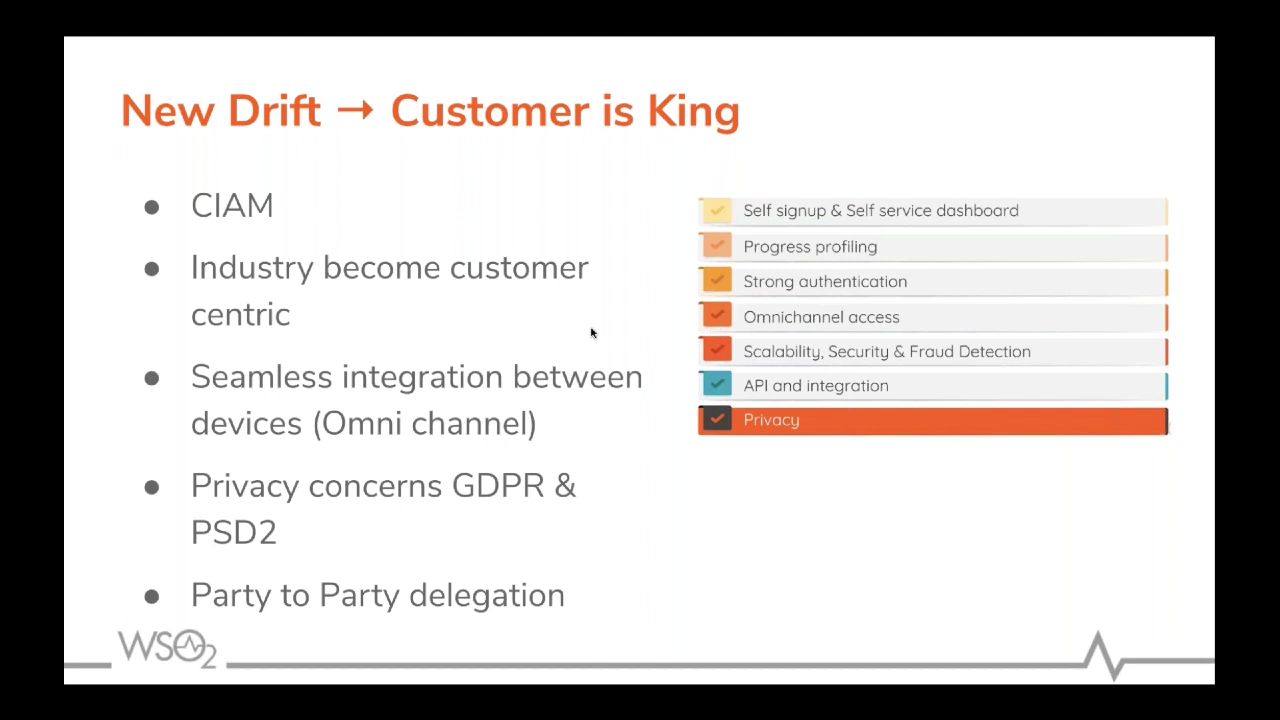 New Drift → Customer is King
● CIAM
● Industry become customer
centric
● Seamless integration between
devices (Omni channel)
● Privacy concerns GDPR &
PSD2
● Party to Party delegation
Self signup & Self service dashboard
Progress profiling
Strong authentication
Omnichannel access
Scalability, Security & Fraud Detection
API and integration
Privacy
WSO2